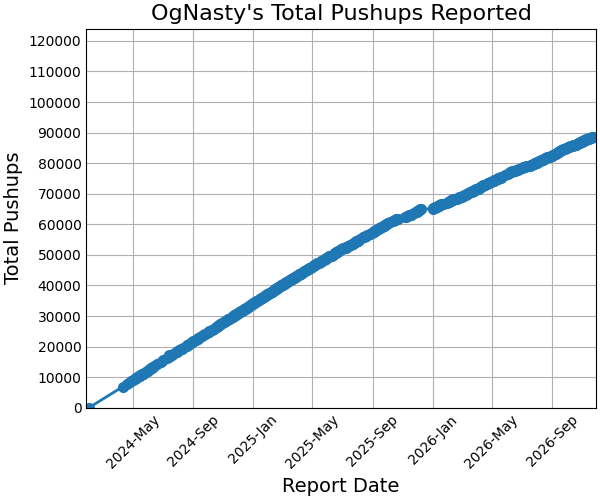 OgNasty's Total Pushups Reported
Total Pushups
120000
110000
100000
90000
80000
70000
60000
50000
40000
30000
20000
10000
0
2024-May
2024-Sep
2025-Jan
2025-May
2025-Sep
2026-Jan
2026-May
2026-Sep
Report Date